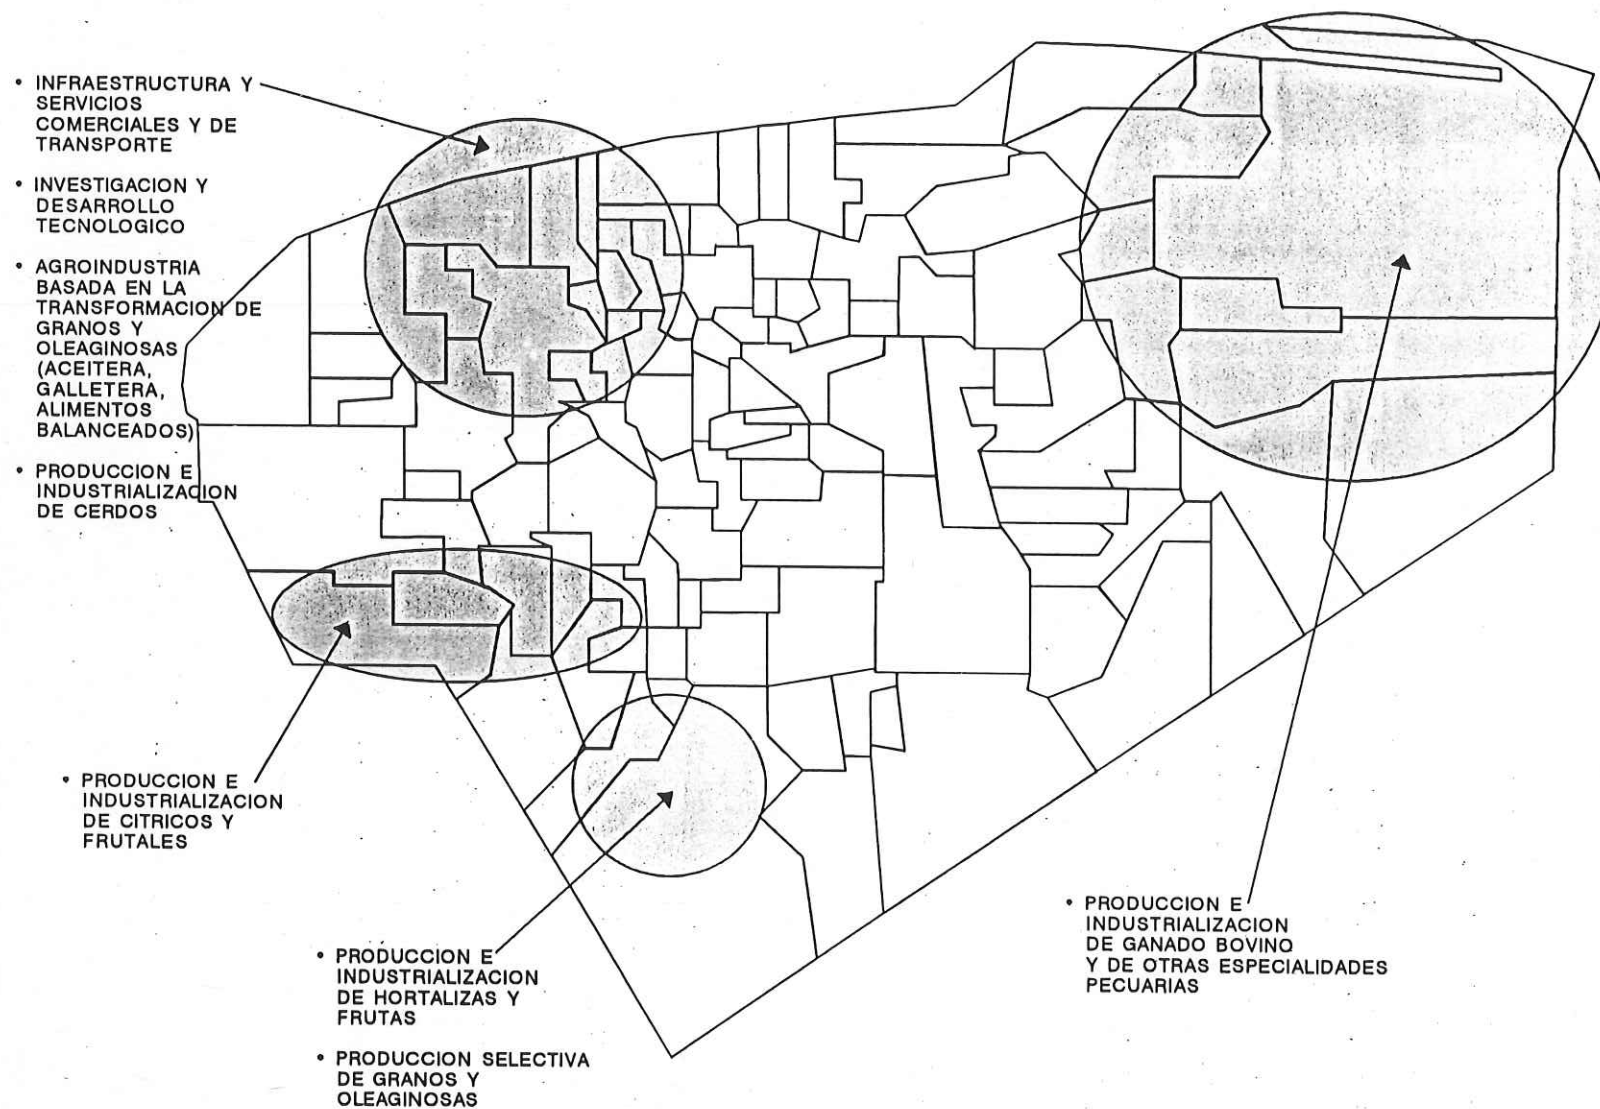 • INFRAESTRUCTURA Y
SERVICIOS
COMERCIALES Y DE
TRANSPORTE
• INVESTIGACION Y
DESARROLLO
TECNOLOGICO
• AGROINDUSTRIA
BASADA EN LA
TRANSFORMACION DE
GRANOS Y
OLEAGINOSAS
(ACEITERA,
GALLETERA,
ALIMENTOS
BALANCEADOS)
• PRODUCCION E
INDUSTRIALIZACION
DE CERDOS
• PRODUCCION E
INDUSTRIALIZACION
DE CITRICOS Y
FRUTALES
• PRODUCCION E
INDUSTRIALIZACION
DE HORTALIZAS Y
FRUTAS
• PRODUCCION SELECTIVA
DE GRANOS Y
OLEAGINOSAS
• PRODUCCION E
INDUSTRIALIZACION
DE GANADO BOVINO
Y DE OTRAS ESPECIALIDADES
PECUARIAS